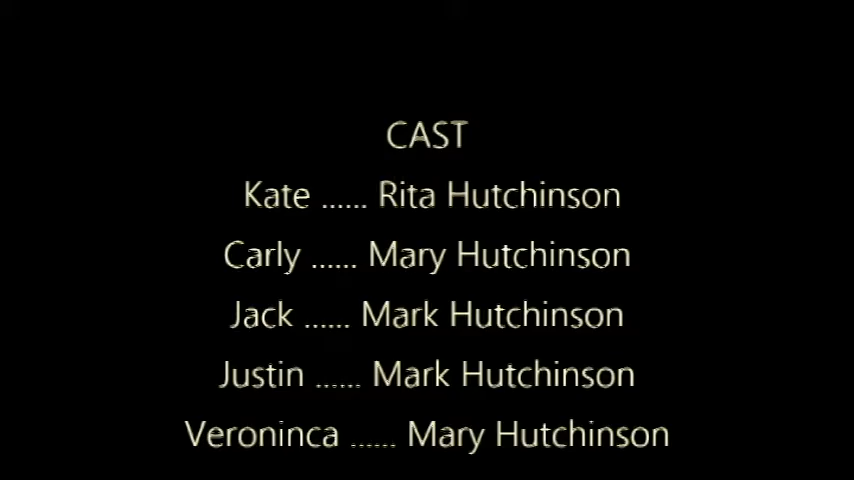 CAST
Kate ...... Rita Hutchinson
Carly ...... Mary Hutchinson
Jack ...... Mark Hutchinson
Justin ...... Mark Hutchinson
Veroninca ...... Mary Hutchinson